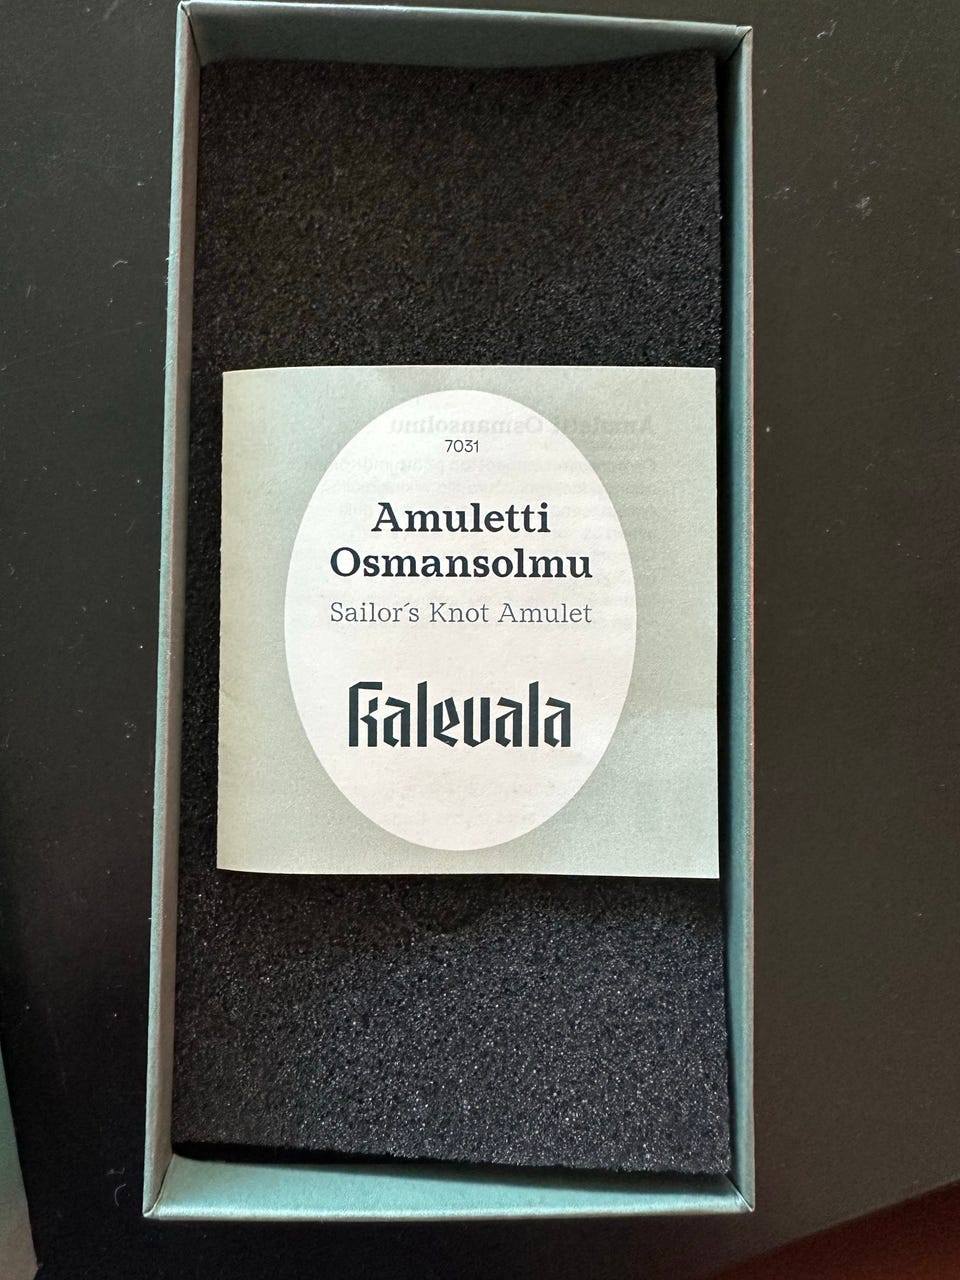 7031
Amuletti
Osmansolmu
Sailor´s Knot Amulet
Kalevala